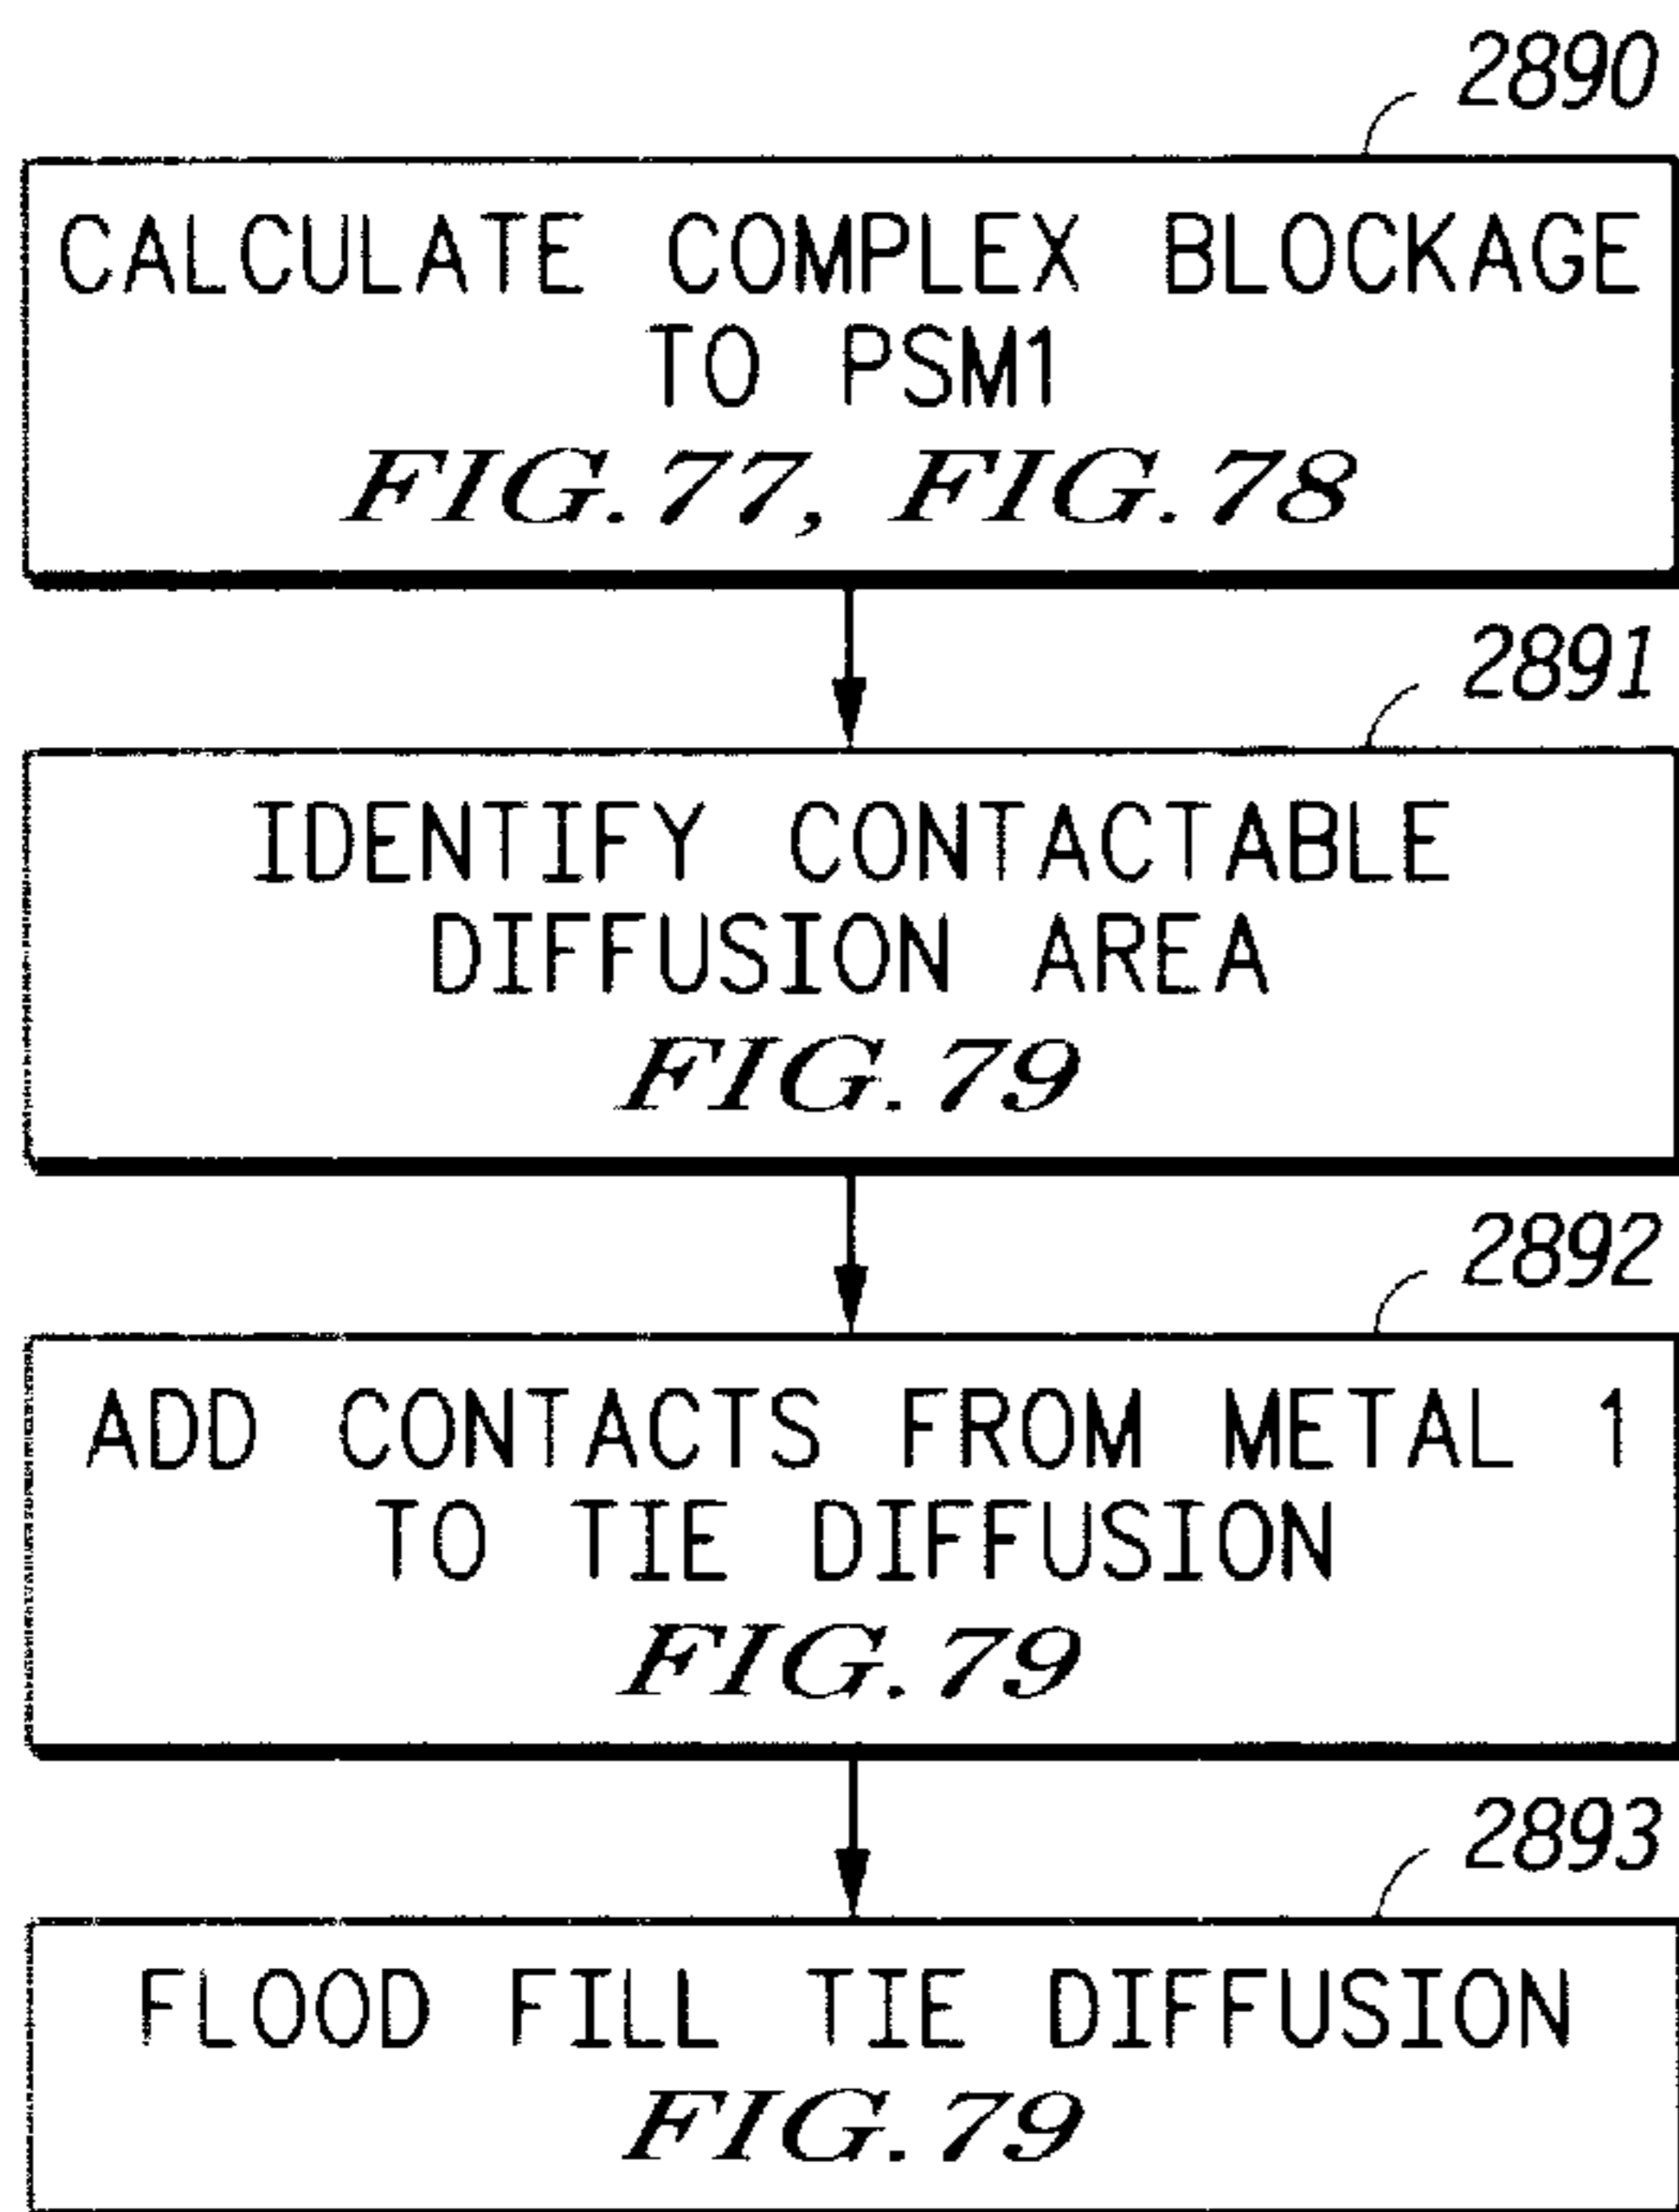 2890
CALCULATE COMPLEX BLOCKAGE
TO PSM1
FIG. 77, FIG. 78
2891
IDENTIFY CONTACTABLE
DIFFUSION AREA
FIG. 79
2892
ADD CONTACTS FROM METAL 1
TO TIE DIFFUSION
FIG. 79
2893
FLOOD FILL TIE DIFFUSION
FIG. 79